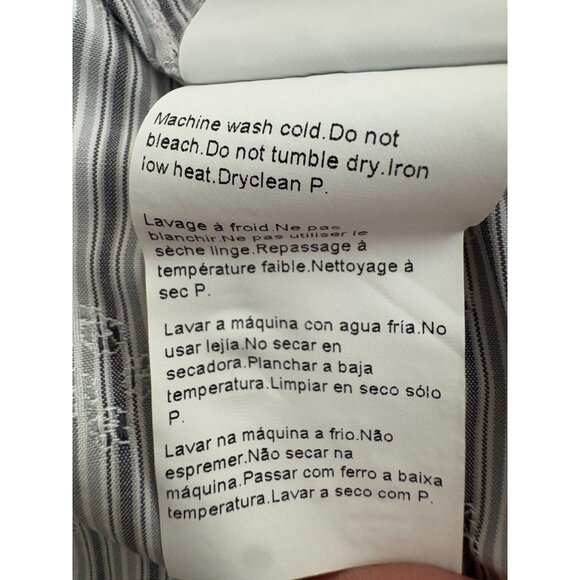 Machine wash cold.Do not
bleach.Do not tumble dry.Iron
low heat.Dryclean P.
Lavage à froid.Ne pas
blanchir.Ne pas utiliser le
sèche linge.Repassage à
température faible.Nettoyage à
sec P.
Lavar a máquina con agua fría.No
usar lejía.No secar en
secadora.Planchar a baja
temperatura.Limpiar en seco sólo
P.
Lavar na máquina a frio.Não
espremer.Não secar na
máquina.Passar com ferro a baixa
temperatura.Lavar a seco com P.